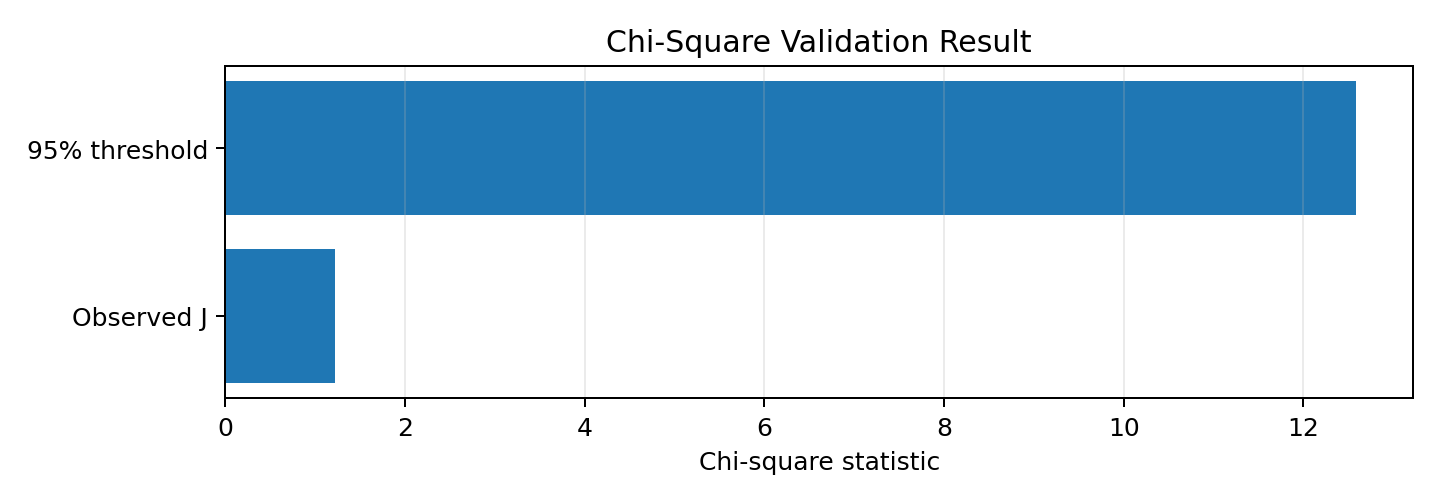 Chi-Square Validation Result
95% threshold
Observed J
0 2 4 6 8 10 12
Chi-square statistic